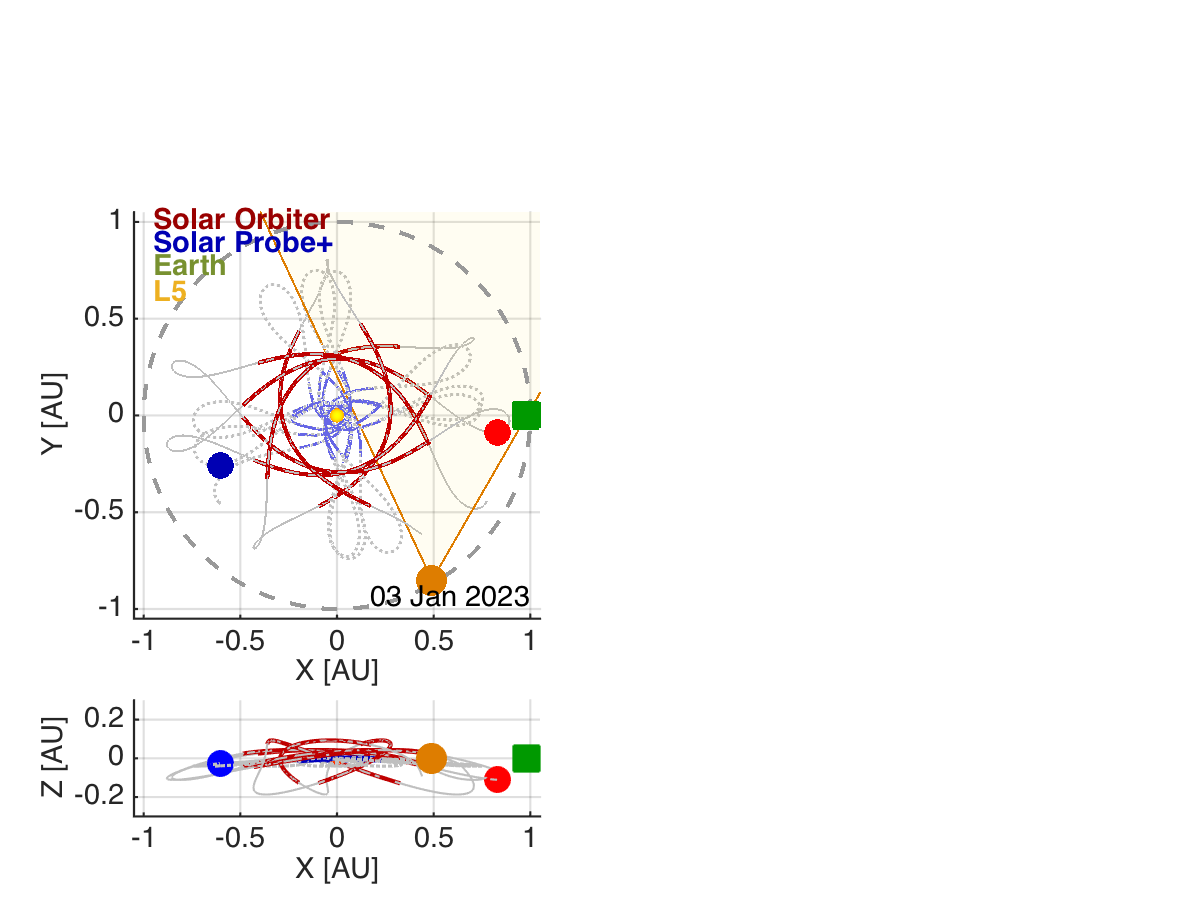 Solar Orbiter
Solar Probe+
Earth
L5
1
0.5
0
-0.5
-1
Y [AU]
03 Jan 2023
-1 -0.5 0 0.5 1
X [AU]
0.2
0
-0.2
Z [AU]
-1 -0.5 0 0.5 1
X [AU]